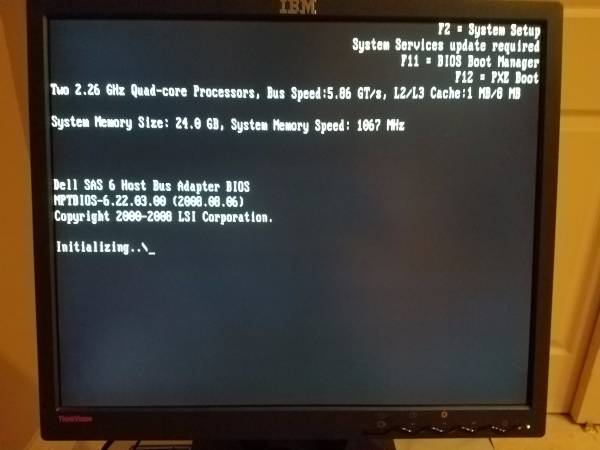 IBM
F2 = System Setup
System Services update required
F11 = BIOS Boot Manager
F12 = PXE Boot
Two 2.26 GHz Quad-core Processors, Bus Speed:5.86 GT/s, L2/L3 Cache:1 MB/8 MB
System Memory Size: 24.0 GB, System Memory Speed: 1067 MHz
Dell SAS 6 Host Bus Adapter BIOS
MPTBIOS-6.22.03.00 (2008.08.06)
Copyright 2000-2008 LSI Corporation.
Initializing..\_
ThinkVision